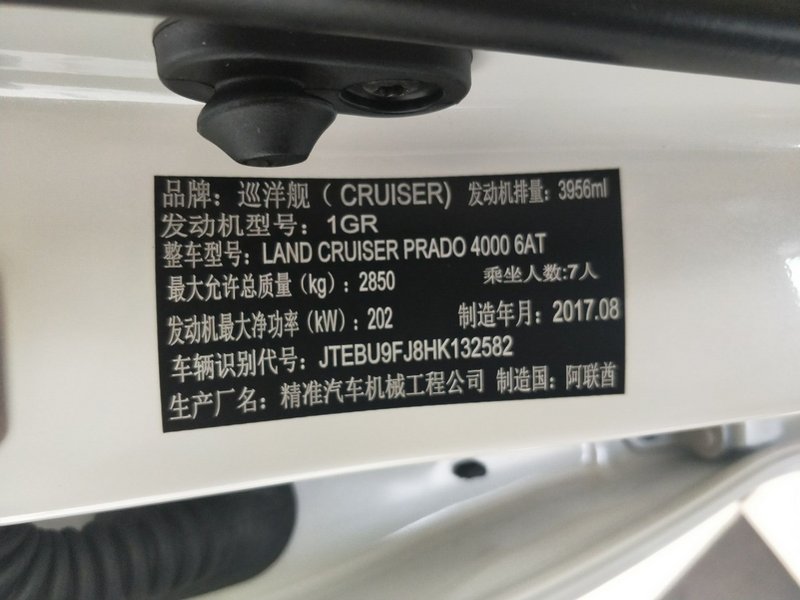 品牌：巡洋舰（CRUISER） 发动机排量：3956ml
发动机型号：1GR
整车型号：LAND CRUISER PRADO 4000 6AT
最大允许总质量（kg）：2850 乘坐人数:7人
发动机最大净功率（kW）：202 制造年月：2017.08
车辆识别代号：JTEBU9FJ8HK132582
生产厂名：精准汽车机械工程公司 制造国：阿联酋